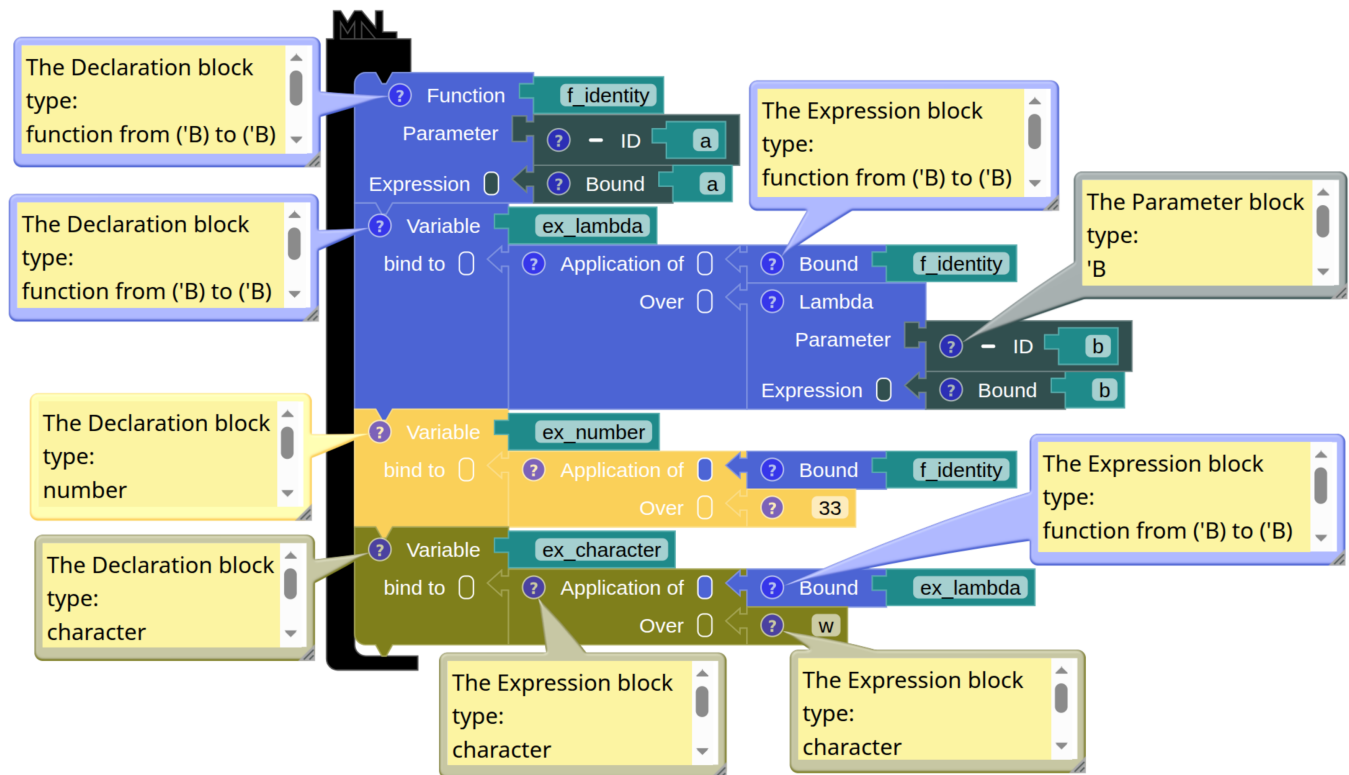 MNL
The Declaration block
type:
function from ('B) to ('B)
? Function f_identity
Parameter ? − ID a
Expression ? Bound a
The Expression block
type:
function from ('B) to ('B)
The Parameter block
type:
'B
The Declaration block
type:
function from ('B) to ('B)
? Variable ex_lambda
bind to ? Application of ? Bound f_identity
Over ? Lambda
Parameter ? − ID b
Expression ? Bound b
The Declaration block
type:
number
? Variable ex_number
bind to ? Application of ? Bound f_identity
Over ? 33
The Expression block
type:
function from ('B) to ('B)
The Declaration block
type:
character
? Variable ex_character
bind to ? Application of ? Bound ex_lambda
Over ? w
The Expression block
type:
character
The Expression block
type:
character